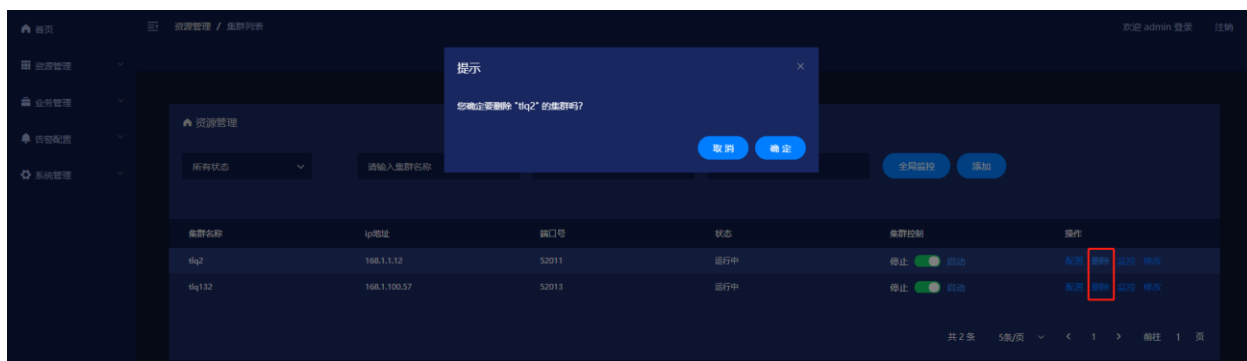 首页
资源管理 / 集群列表
欢迎 admin 登录
注销
资源管理
业务管理
告警配置
系统管理
提示
您确定要删除 "tlq2" 的集群吗?
取消
确定
资源管理
所有状态
请输入集群名称
全局监控
添加
集群名称 ip地址 端口号 状态 集群控制 操作
tlq2 168.1.1.12 52011 运行中 停止 启动 配置 删除 监控 修改
tlq132 168.1.100.57 52013 运行中 停止 启动 配置 删除 监控 修改
共 2 条 5条/页 1 前往 1 页